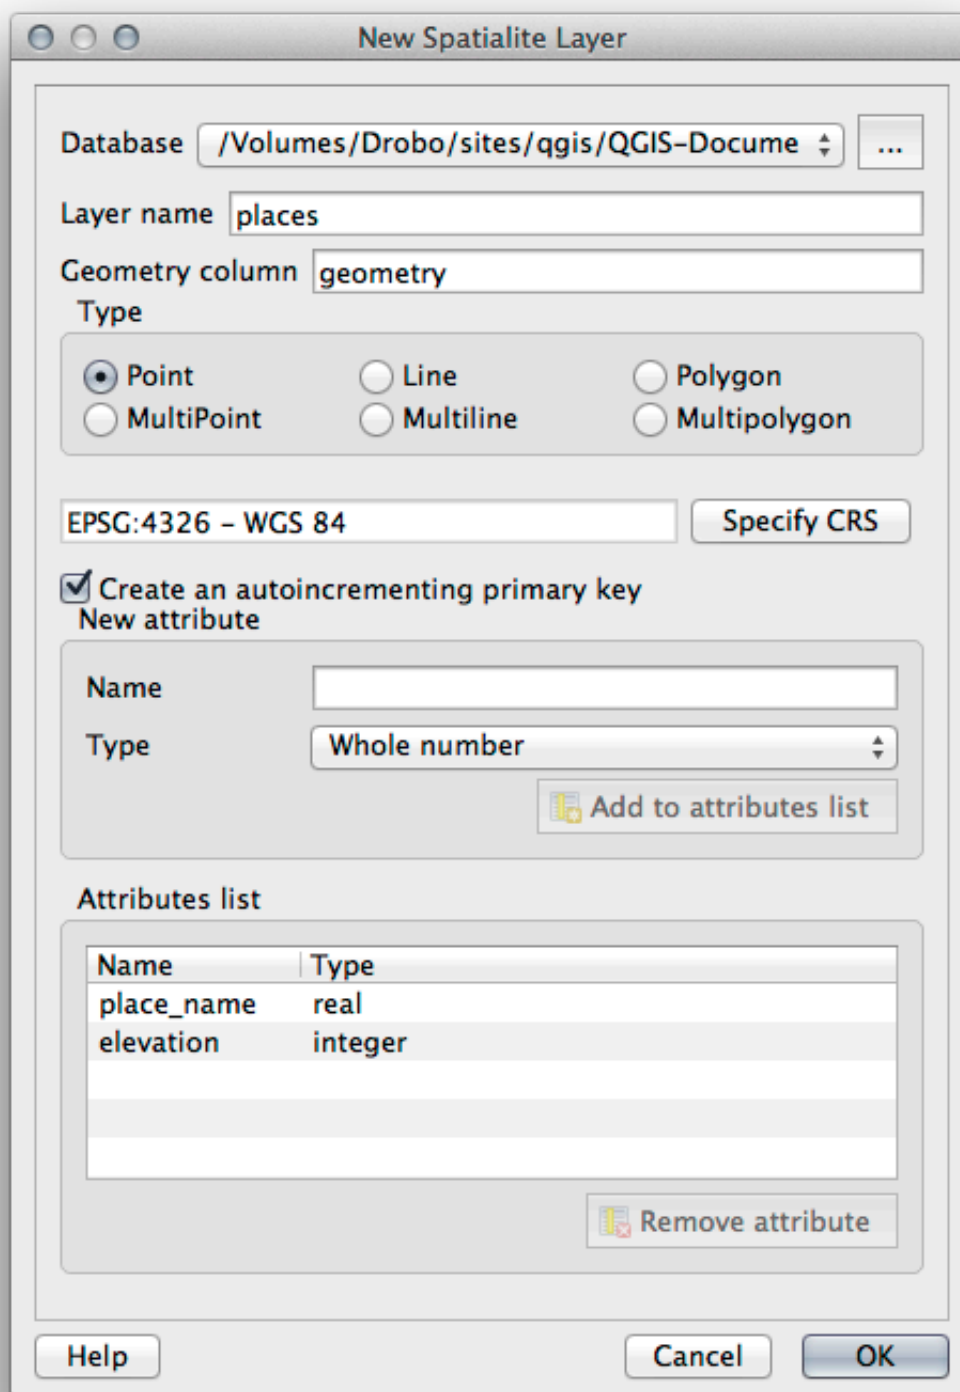 New Spatialite Layer
Database /Volumes/Drobo/sites/qgis/QGIS-Docume ...
Layer name places
Geometry column geometry
Type
Point Line Polygon
MultiPoint Multiline Multipolygon
EPSG:4326 – WGS 84 Specify CRS
Create an autoincrementing primary key
New attribute
Name
Type Whole number
Add to attributes list
Attributes list
Name Type
place_name real
elevation integer
Remove attribute
Help Cancel OK